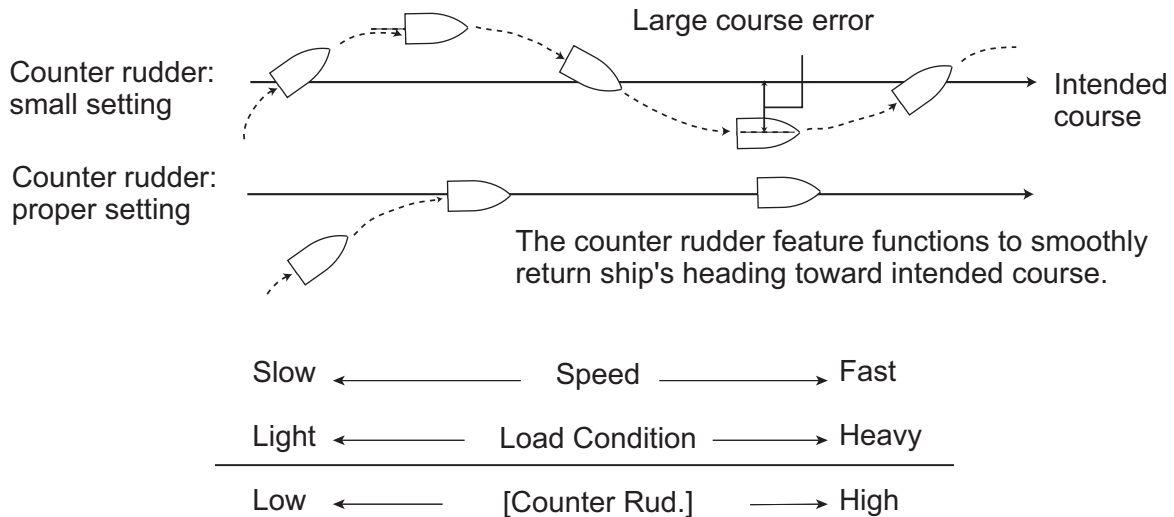 Large course error
Counter rudder:
small setting
Intended
course
Counter rudder:
proper setting
The counter rudder feature functions to smoothly
return ship's heading toward intended course.
Slow Speed Fast
Light Load Condition Heavy
Low [Counter Rud.] High